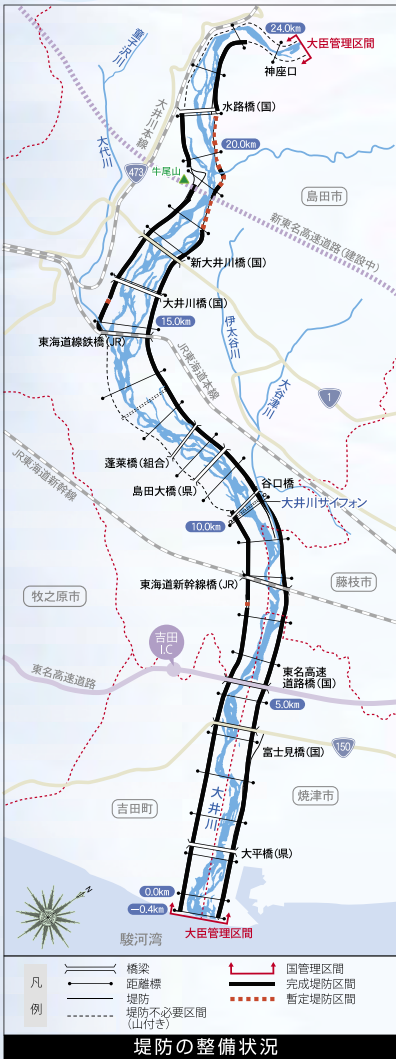 24.0km
大臣管理区間
神座口
童子沢川
大代川
大井川本線
水路橋(国)
473
牛尾山
20.0km
島田市
新東名高速道路(建設中)
新大井川橋(国)
大井川橋(国)
15.0km
伊太谷川
東海道線鉄橋(JR)
JR東海道本線
大谷津川
1
JR東海道新幹線
蓬萊橋(組合)
島田大橋(県)
谷口橋
大井川サイフォン
10.0km
東海道新幹線橋(JR)
藤枝市
牧之原市
吉田
I.C
東名高速道路
東名高速
道路橋(国)
5.0km
富士見橋(国)
150
大井川
焼津市
吉田町
大平橋(県)
0.0km
−0.4km
大臣管理区間
駿河湾
N
凡例
橋梁
距離標
堤防
堤防不必要区間
(山付き)
国管理区間
完成堤防区間
暫定堤防区間
堤防の整備状況